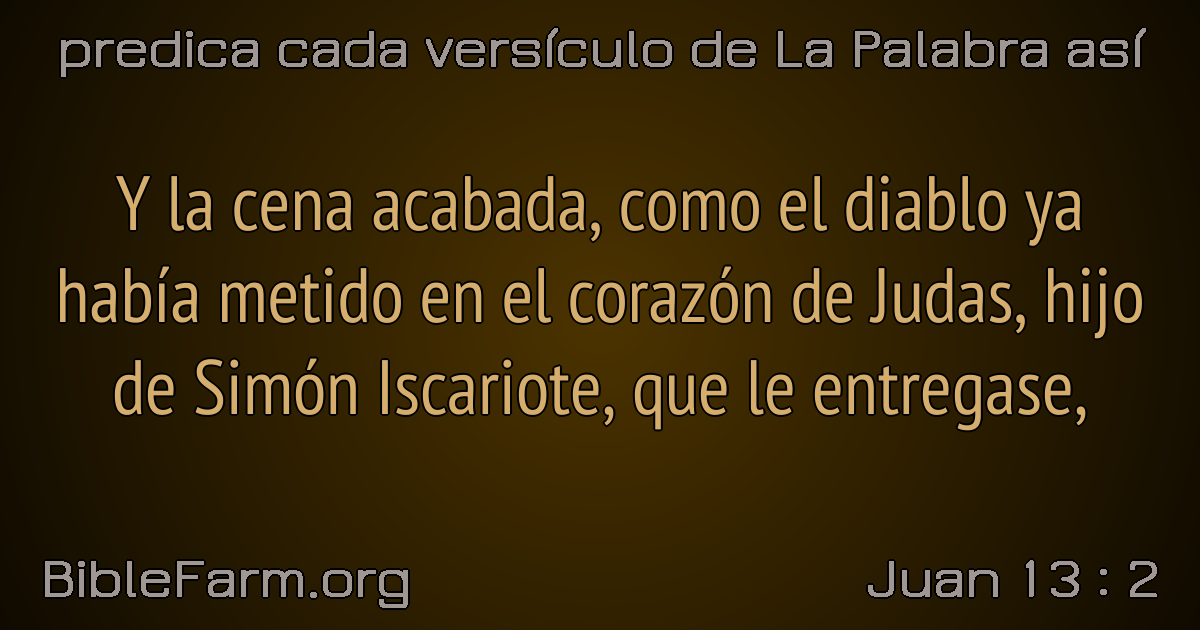 predica cada versículo de La Palabra así
Y la cena acabada, como el diablo ya
había metido en el corazón de Judas, hijo
de Simón Iscariote, que le entregase,
BibleFarm.org
Juan 13 : 2